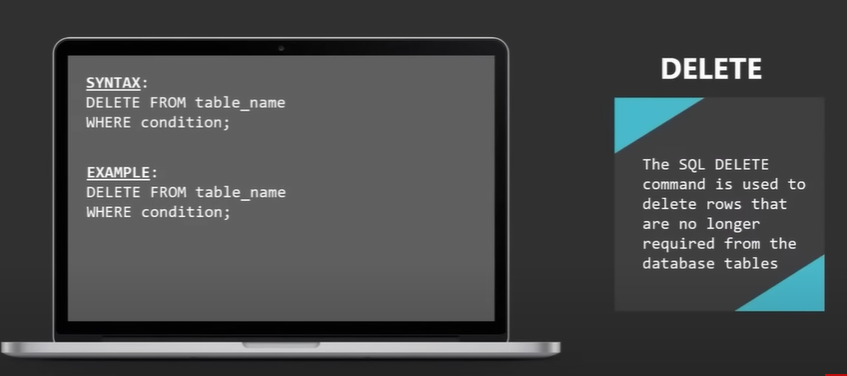 SYNTAX:
DELETE FROM table_name
WHERE condition;
EXAMPLE:
DELETE FROM table_name
WHERE condition;
DELETE
The SQL DELETE
command is used to
delete rows that
are no longer
required from the
database tables